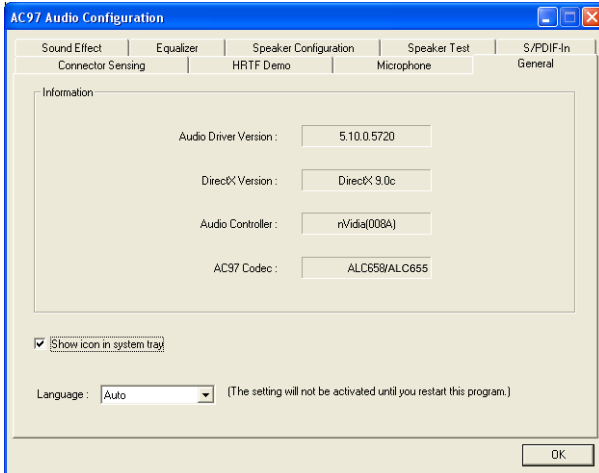 AC97 Audio Configuration
Sound Effect Equalizer Speaker Configuration Speaker Test S/PDIF-In
Connector Sensing HRTF Demo Microphone General
Information
Audio Driver Version : 5.10.0.5720
DirectX Version : DirectX 9.0c
Audio Controller : nVidia(008A)
AC97 Codec : ALC658/ALC655
Show icon in system tray
Language : Auto (The setting will not be activated until you restart this program.)
OK